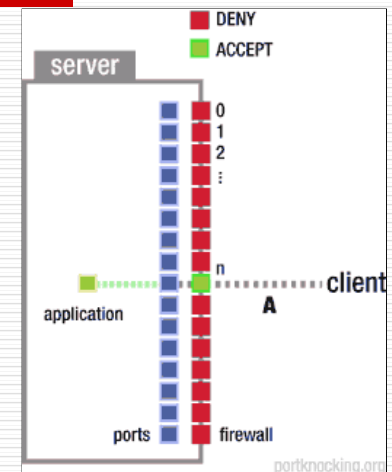 DENY
ACCEPT
server
0
1
2
⋮
n
client
A
application
ports
firewall
portknocking.org